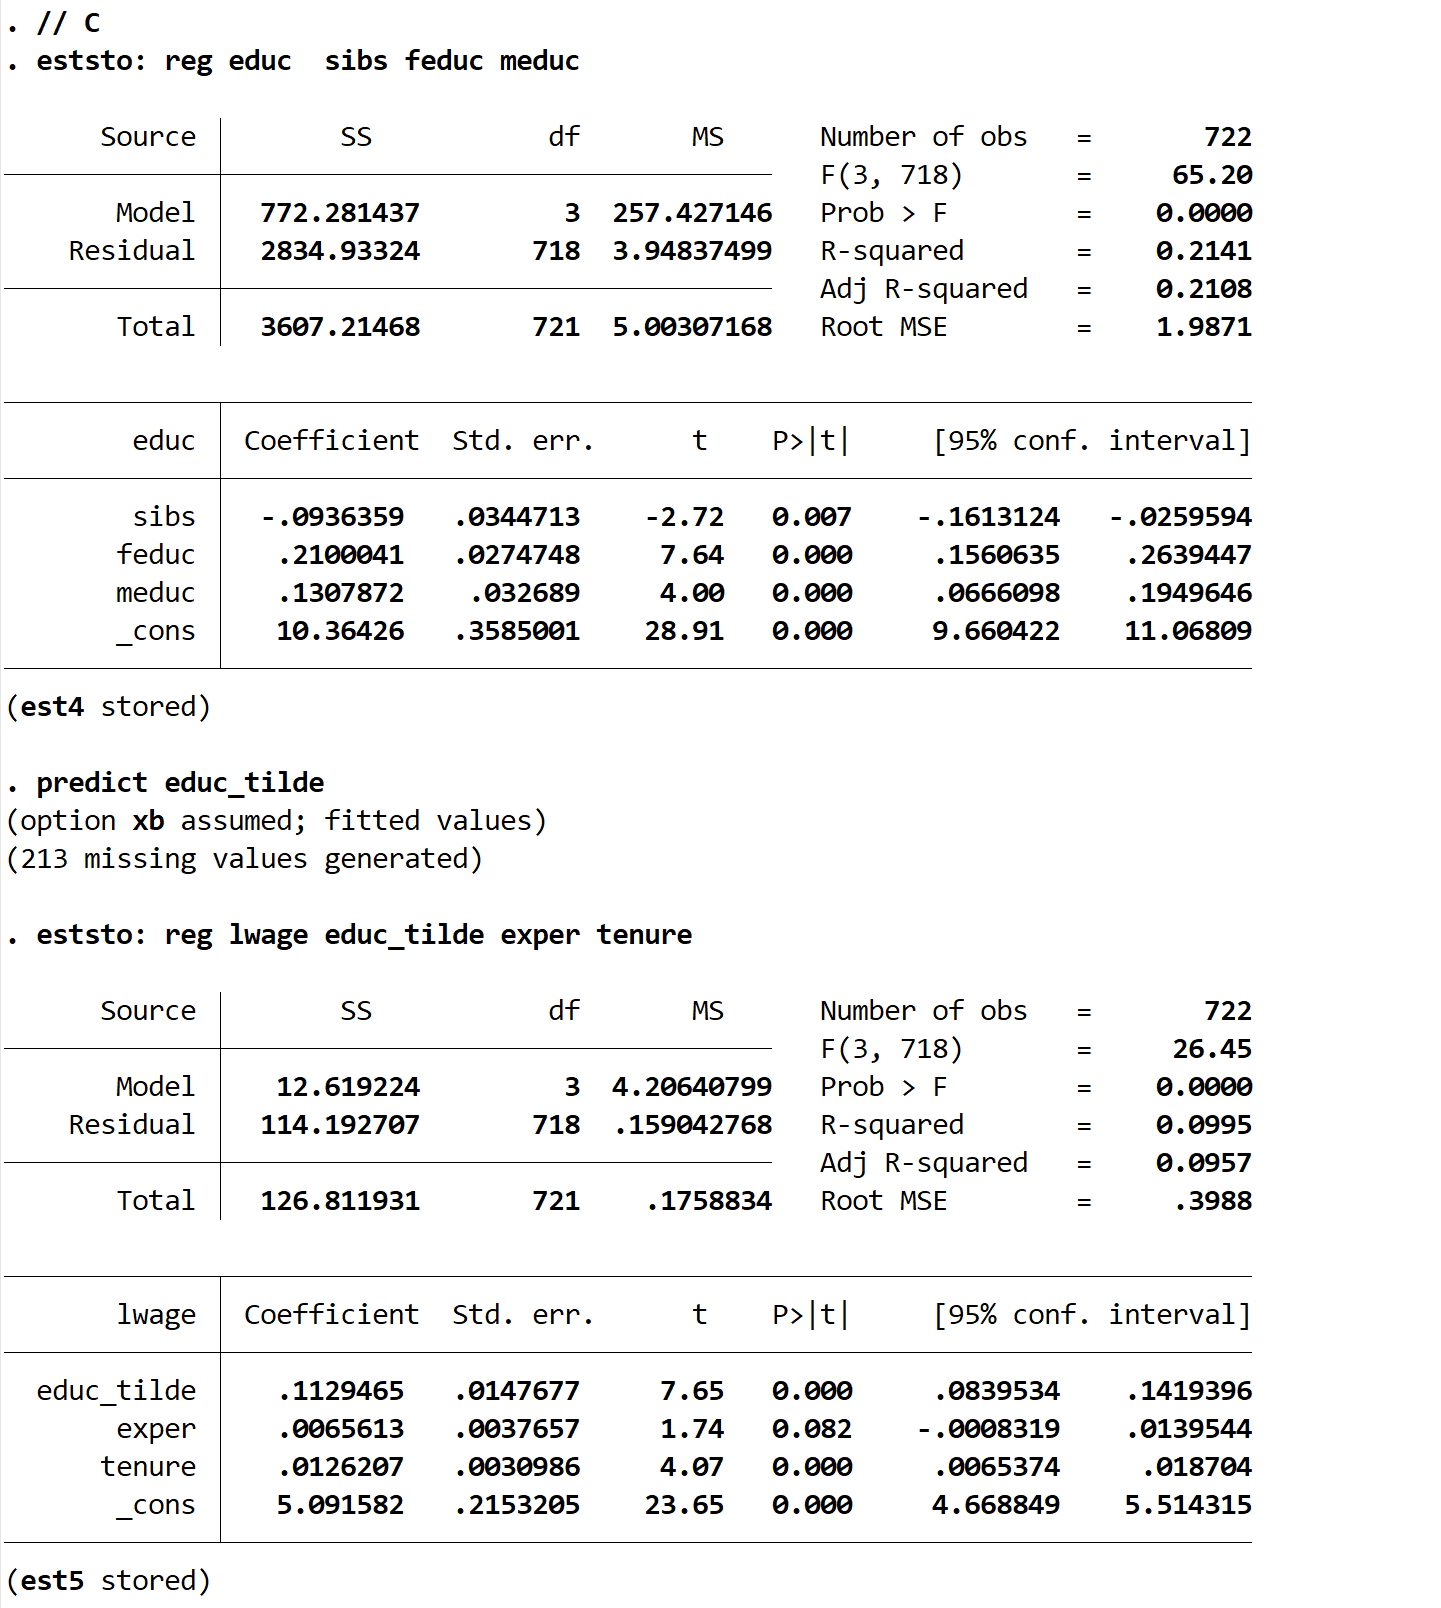 . // C
. eststo: reg educ  sibs feduc meduc
Source | SS df MS Number of obs = 722
F(3, 718) = 65.20
Model | 772.281437 3 257.427146 Prob > F = 0.0000
Residual | 2834.93324 718 3.94837499 R-squared = 0.2141
Adj R-squared = 0.2108
Total | 3607.21468 721 5.00307168 Root MSE = 1.9871
educ | Coefficient Std. err. t P>|t| [95% conf. interval]
sibs | -.0936359 .0344713 -2.72 0.007 -.1613124 -.0259594
feduc | .2100041 .0274748 7.64 0.000 .1560635 .2639447
meduc | .1307872 .032689 4.00 0.000 .0666098 .1949646
_cons | 10.36426 .3585001 28.91 0.000 9.660422 11.06809
(est4 stored)
. predict educ_tilde
(option xb assumed; fitted values)
(213 missing values generated)
. eststo: reg lwage educ_tilde exper tenure
Source | SS df MS Number of obs = 722
F(3, 718) = 26.45
Model | 12.619224 3 4.20640799 Prob > F = 0.0000
Residual | 114.192707 718 .159042768 R-squared = 0.0995
Adj R-squared = 0.0957
Total | 126.811931 721 .1758834 Root MSE = .3988
lwage | Coefficient Std. err. t P>|t| [95% conf. interval]
educ_tilde | .1129465 .0147677 7.65 0.000 .0839534 .1419396
exper | .0065613 .0037657 1.74 0.082 -.0008319 .0139544
tenure | .0126207 .0030986 4.07 0.000 .0065374 .018704
_cons | 5.091582 .2153205 23.65 0.000 4.668849 5.514315
(est5 stored)